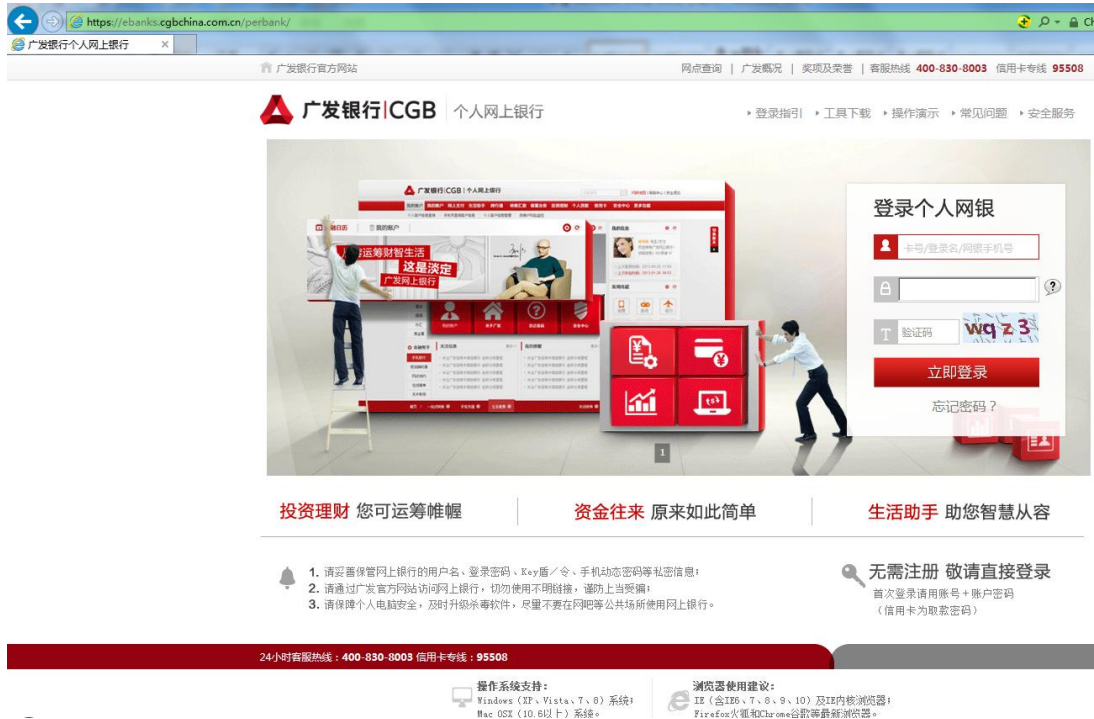 https://ebanks.cgbchina.com.cn/perbank/
广发银行个人网上银行
广发银行官方网站
网点查询 | 广发概况 | 奖项及荣誉 | 客服热线 400-830-8003 信用卡专线 95508
广发银行|CGB 个人网上银行
登录指引 工具下载 操作演示 常见问题 安全服务
广发银行|CGB|个人网上银行
我的账户
运筹财智生活
这是淡定
广发网上银行
登录个人网银
卡号/登录名/网银手机号
验证码
wqz3
立即登录
忘记密码？
1
投资理财 您可运筹帷幄
资金往来 原来如此简单
生活助手 助您智慧从容
1. 请妥善保管网上银行的用户名、登录密码、Key盾／令、手机动态密码等私密信息；
2. 请通过广发官方网站访问网上银行，切勿使用不明链接，谨防上当受骗；
3. 请保障个人电脑安全，及时升级杀毒软件，尽量不要在网吧等公共场所使用网上银行。
无需注册 敬请直接登录
首次登录请用账号+账户密码
（信用卡为取款密码）
24小时客服热线：400-830-8003 信用卡专线：95508
操作系统支持：
Windows（XP、Vista、7、8）系统；
Mac OSX（10.6以上）系统。
浏览器使用建议：
IE（含IE6、7、8、9、10）及IE内核浏览器；
Firefox火狐和Chrome谷歌等最新浏览器。